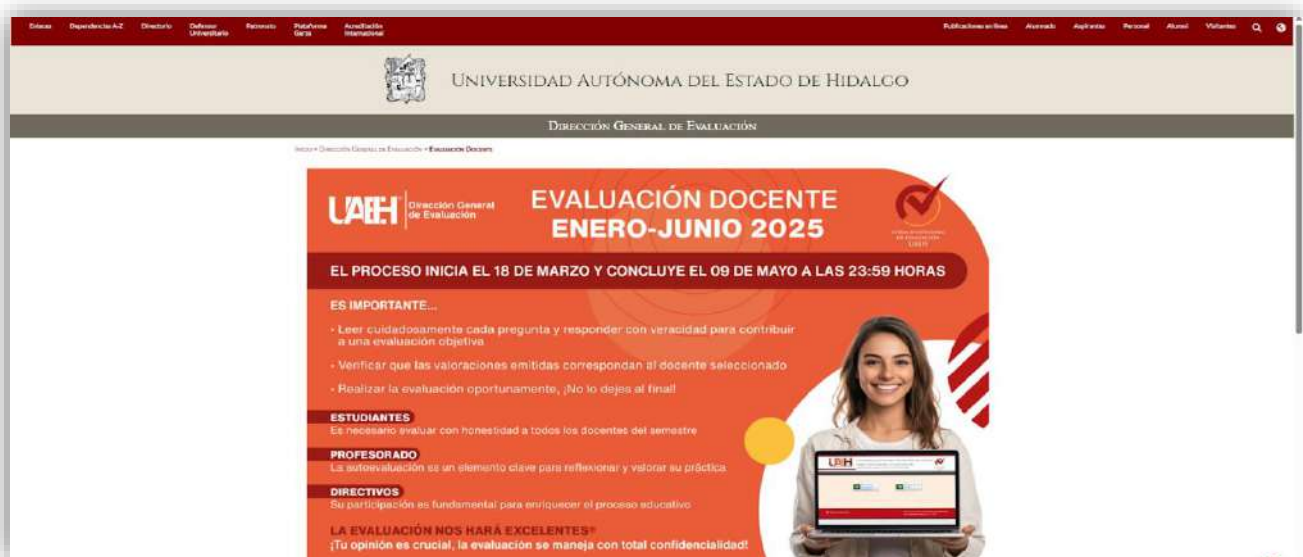 Enlaces
Dependencias A-Z
Directorio
Defensor
Universitario
Patronato
Plataforma
Garza
Acreditación
Internacional
Publicaciones en línea
Alumnado
Aspirantes
Personal
Alumni
Visitantes
UNIVERSIDAD AUTÓNOMA DEL ESTADO DE HIDALGO
DIRECCIÓN GENERAL DE EVALUACIÓN
INICIO • DIRECCIÓN GENERAL DE EVALUACIÓN • EVALUACIÓN DOCENTE
UAEH
Dirección General
de Evaluación
EVALUACIÓN DOCENTE
ENERO-JUNIO 2025
EL PROCESO INICIA EL 18 DE MARZO Y CONCLUYE EL 09 DE MAYO A LAS 23:59 HORAS
ES IMPORTANTE...
- Leer cuidadosamente cada pregunta y responder con veracidad para contribuir
a una evaluación objetiva
- Verificar que las valoraciones emitidas correspondan al docente seleccionado
- Realizar la evaluación oportunamente, ¡No lo dejes al final!
ESTUDIANTES
Es necesario evaluar con honestidad a todos los docentes del semestre
PROFESORADO
La autoevaluación es un elemento clave para reflexionar y valorar su práctica
DIRECTIVOS
Su participación es fundamental para enriquecer el proceso educativo
LA EVALUACIÓN NOS HARÁ EXCELENTES®
¡Tu opinión es crucial, la evaluación se maneja con total confidencialidad!
UAEH